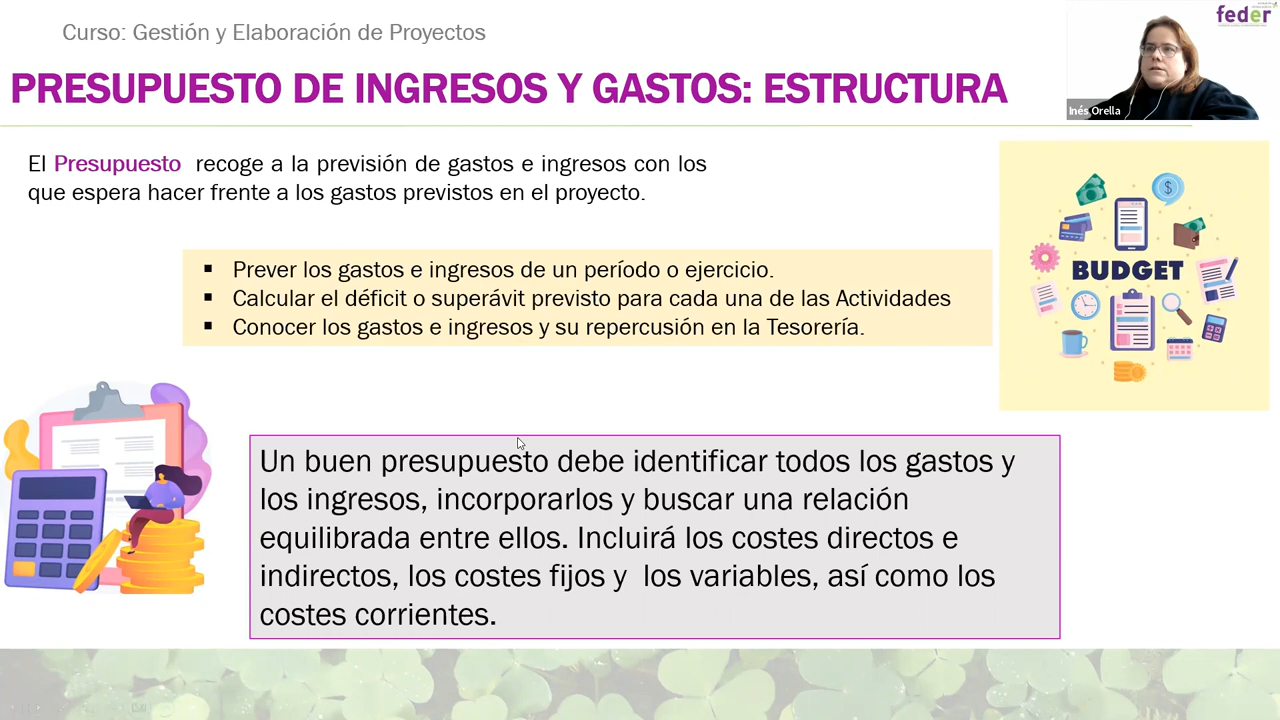 Curso: Gestión y Elaboración de Proyectos
feder
PRESUPUESTO DE INGRESOS Y GASTOS: ESTRUCTURA
Inés Orella
El Presupuesto recoge a la previsión de gastos e ingresos con los
que espera hacer frente a los gastos previstos en el proyecto.
▪ Prever los gastos e ingresos de un período o ejercicio.
▪ Calcular el déficit o superávit previsto para cada una de las Actividades
▪ Conocer los gastos e ingresos y su repercusión en la Tesorería.
$
BUDGET
Un buen presupuesto debe identificar todos los gastos y
los ingresos, incorporarlos y buscar una relación
equilibrada entre ellos. Incluirá los costes directos e
indirectos, los costes fijos y los variables, así como los
costes corrientes.